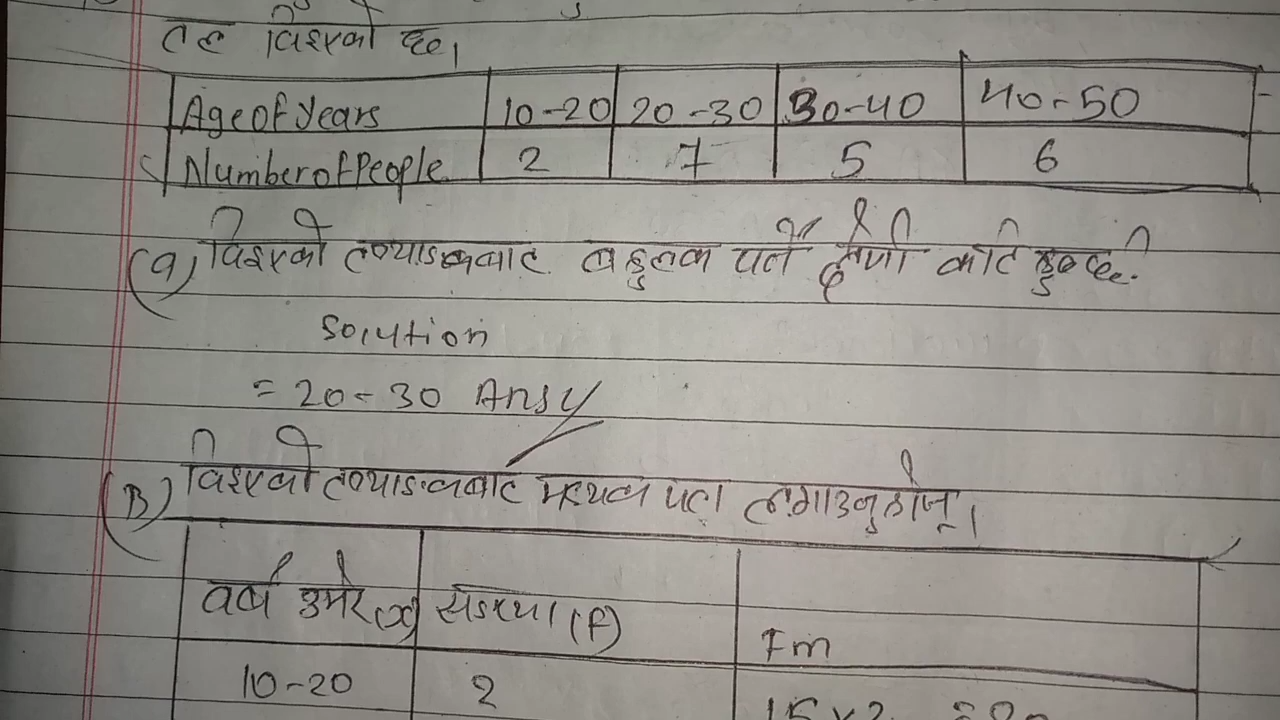 तल दिइएको छ।
Age of Years 10-20 20-30 30-40 40-50
Number of People 2 7 5 6
(a) दिइएको तथ्याङ्कबाट बहुलक पर्ने श्रेणी कति हुन्छ.
Solution
= 20-30 Ans
(B) दिइएको तथ्याङ्कबाट मध्यक पत्ता लगाउनुहोस्।
वर्ष उमेर (x) संख्या (f) Fm
10-20 2 15 x 2